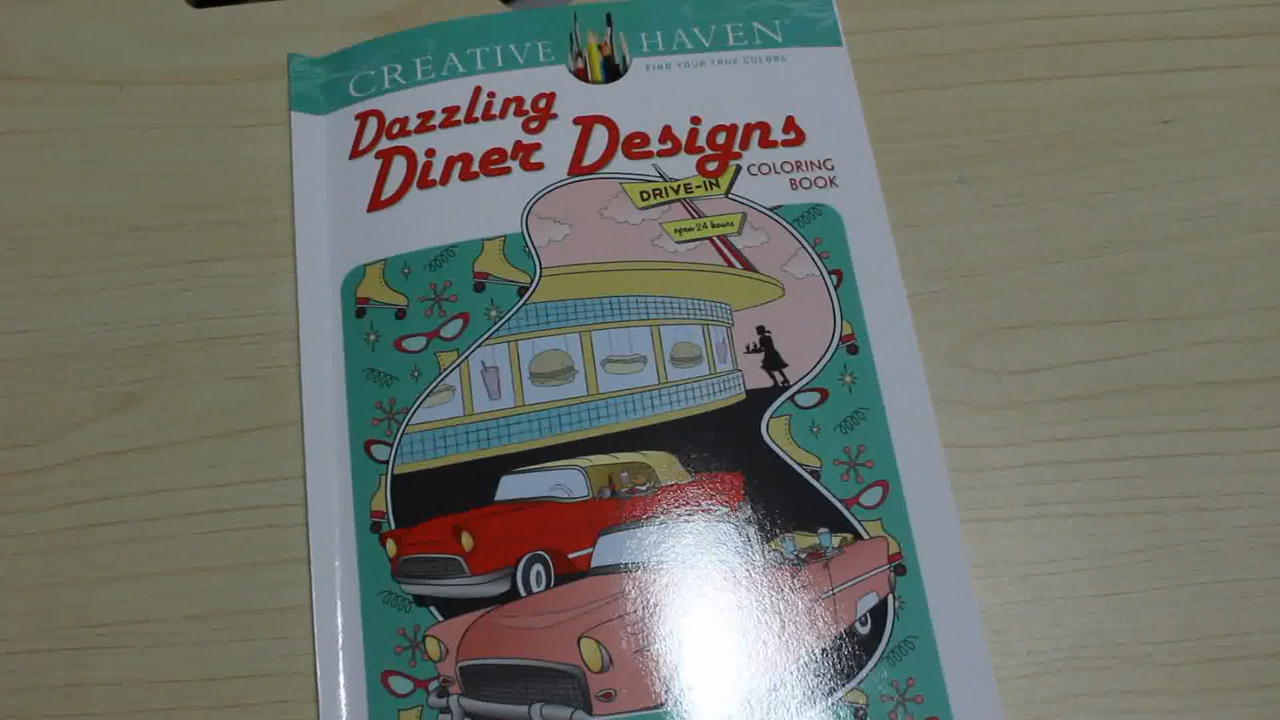 CREATIVE HAVEN
FIND YOUR TRUE COLORS
Dazzling
Diner Designs
COLORING
BOOK
DRIVE-IN
open 24 hours